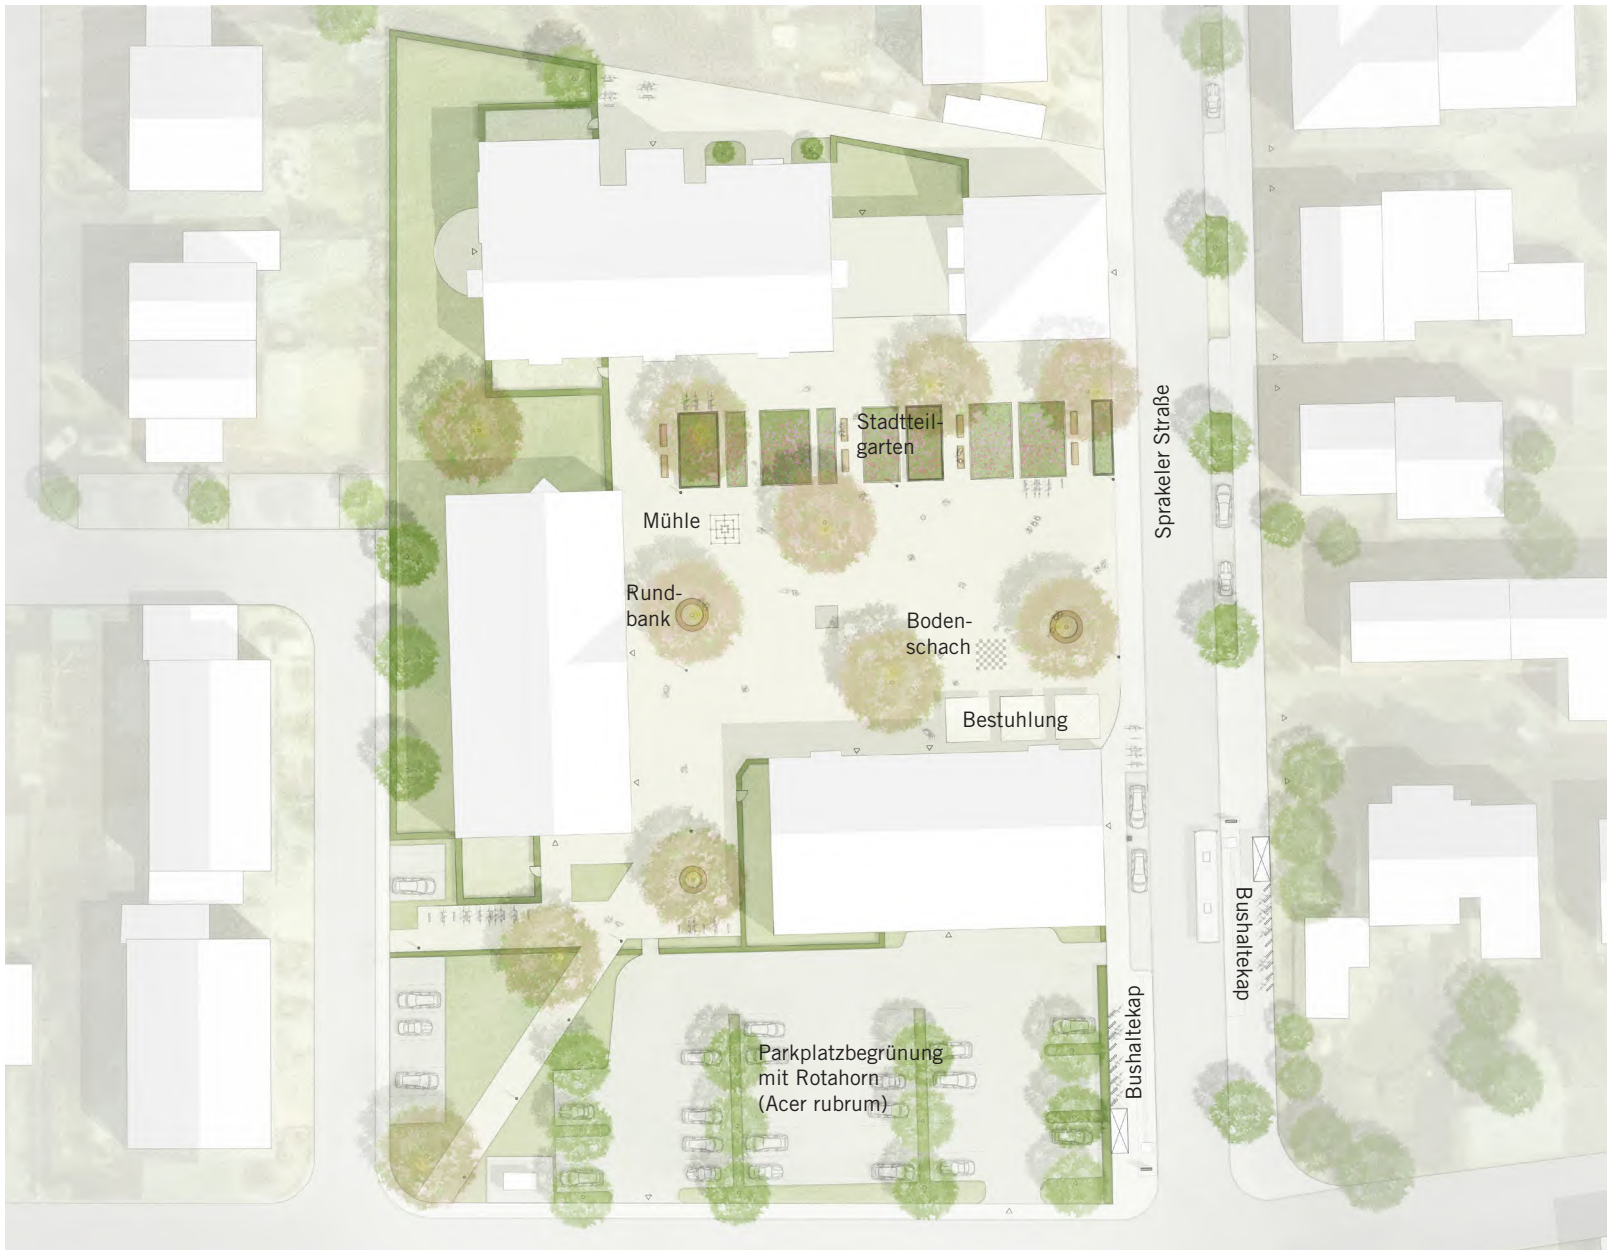 Stadtteil-
garten
Sprakeler Straße
Mühle
Rund-
bank
Boden-
schach
Bestuhlung
Bushaltekap
Bushaltekap
Parkplatzbegrünung
mit Rotahorn
(Acer rubrum)